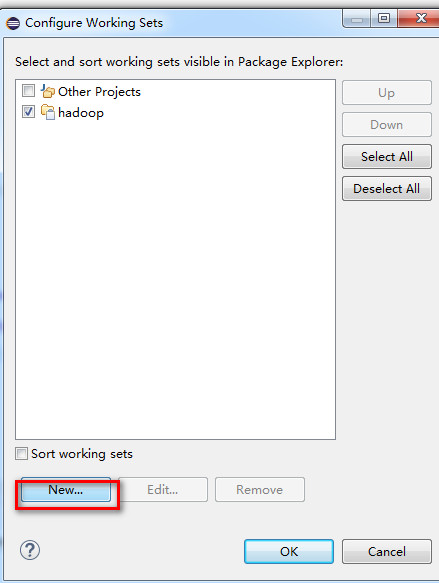 Configure Working Sets
Select and sort working sets visible in Package Explorer:
Other Projects
hadoop
Up
Down
Select All
Deselect All
Sort working sets
New...
Edit...
Remove
?
OK
Cancel